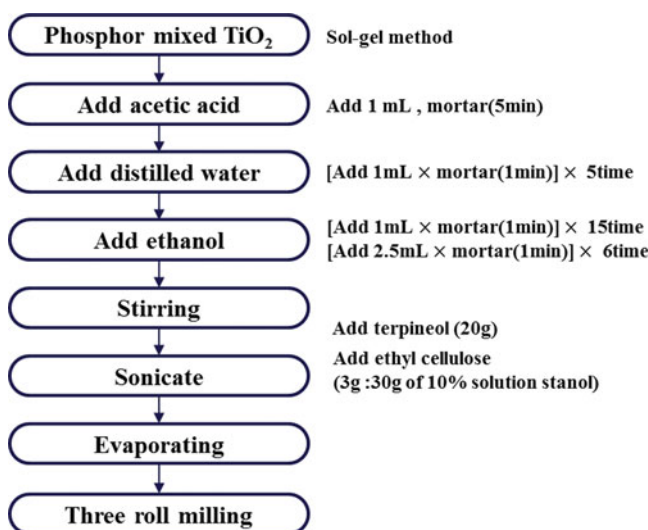 Phosphor mixed TiO₂
Sol-gel method
Add acetic acid
Add 1 mL , mortar(5min)
Add distilled water
[Add 1mL × mortar(1min)] × 5time
Add ethanol
[Add 1mL × mortar(1min)] × 15time
[Add 2.5mL × mortar(1min)] × 6time
Stirring
Add terpineol (20g)
Sonicate
Add ethyl cellulose
(3g :30g of 10% solution stanol)
Evaporating
Three roll milling